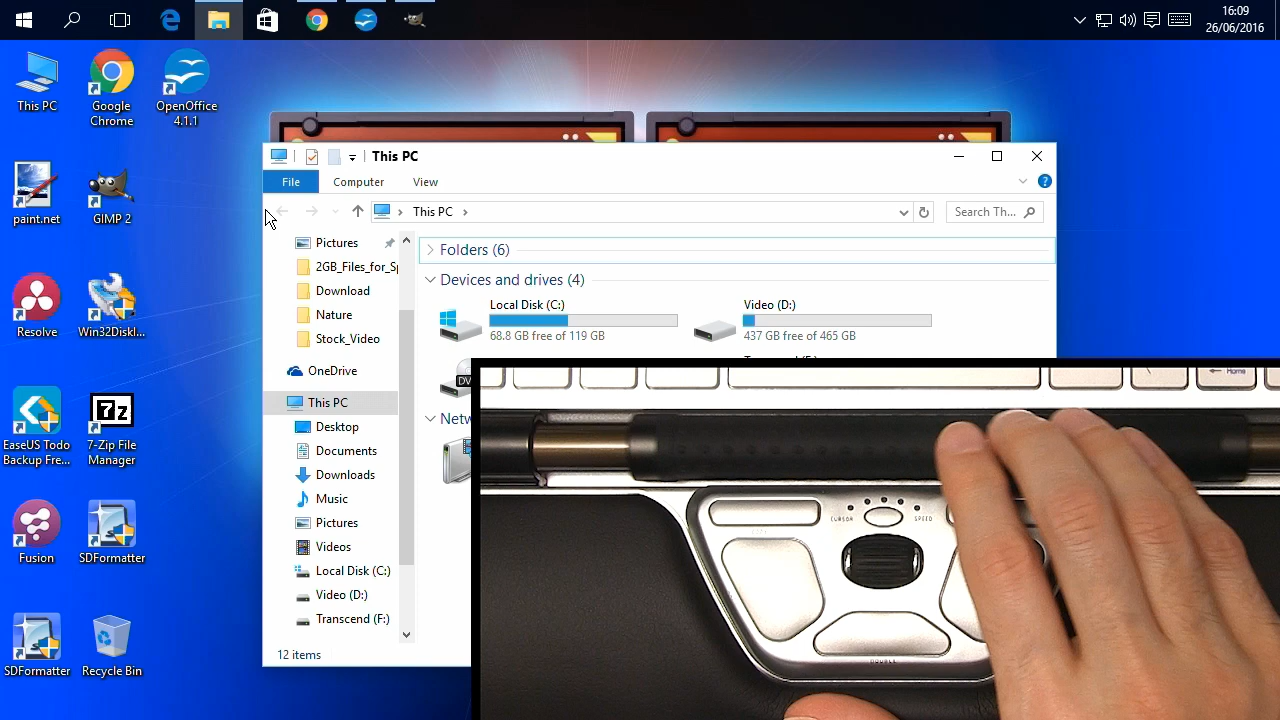 16:09
26/06/2016
This PC
Google
Chrome
OpenOffice
4.1.1
paint.net
GIMP 2
Resolve
Win32DiskI...
EaseUS Todo
Backup Fre...
7-Zip File
Manager
Fusion
SDFormatter
SDFormatter
Recycle Bin
This PC
File
Computer
View
This PC
Search Th...
Pictures
2GB_Files_for_Sp
Download
Nature
Stock_Video
OneDrive
This PC
Desktop
Documents
Downloads
Music
Pictures
Videos
Local Disk (C:)
Video (D:)
Transcend (F:)
12 items
Folders (6)
Devices and drives (4)
Local Disk (C:)
68.8 GB free of 119 GB
Video (D:)
437 GB free of 465 GB
DV
Netw
Home
CURSOR
SPEED
DOUBLE